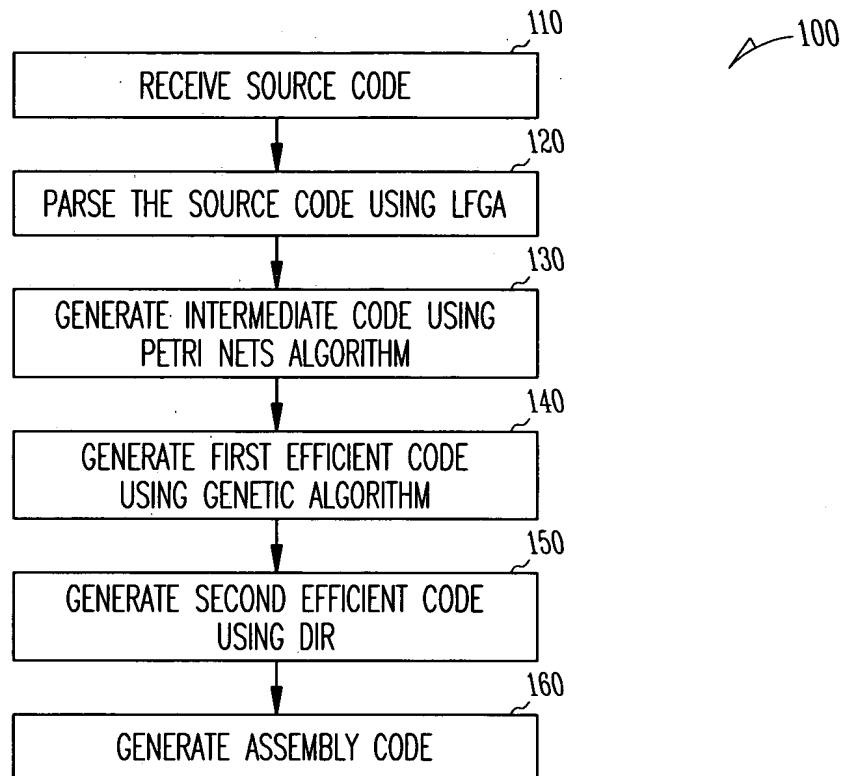 110
100
RECEIVE SOURCE CODE
120
PARSE THE SOURCE CODE USING LFGA
130
GENERATE INTERMEDIATE CODE USING
PETRI NETS ALGORITHM
140
GENERATE FIRST EFFICIENT CODE
USING GENETIC ALGORITHM
150
GENERATE SECOND EFFICIENT CODE
USING DIR
160
GENERATE ASSEMBLY CODE